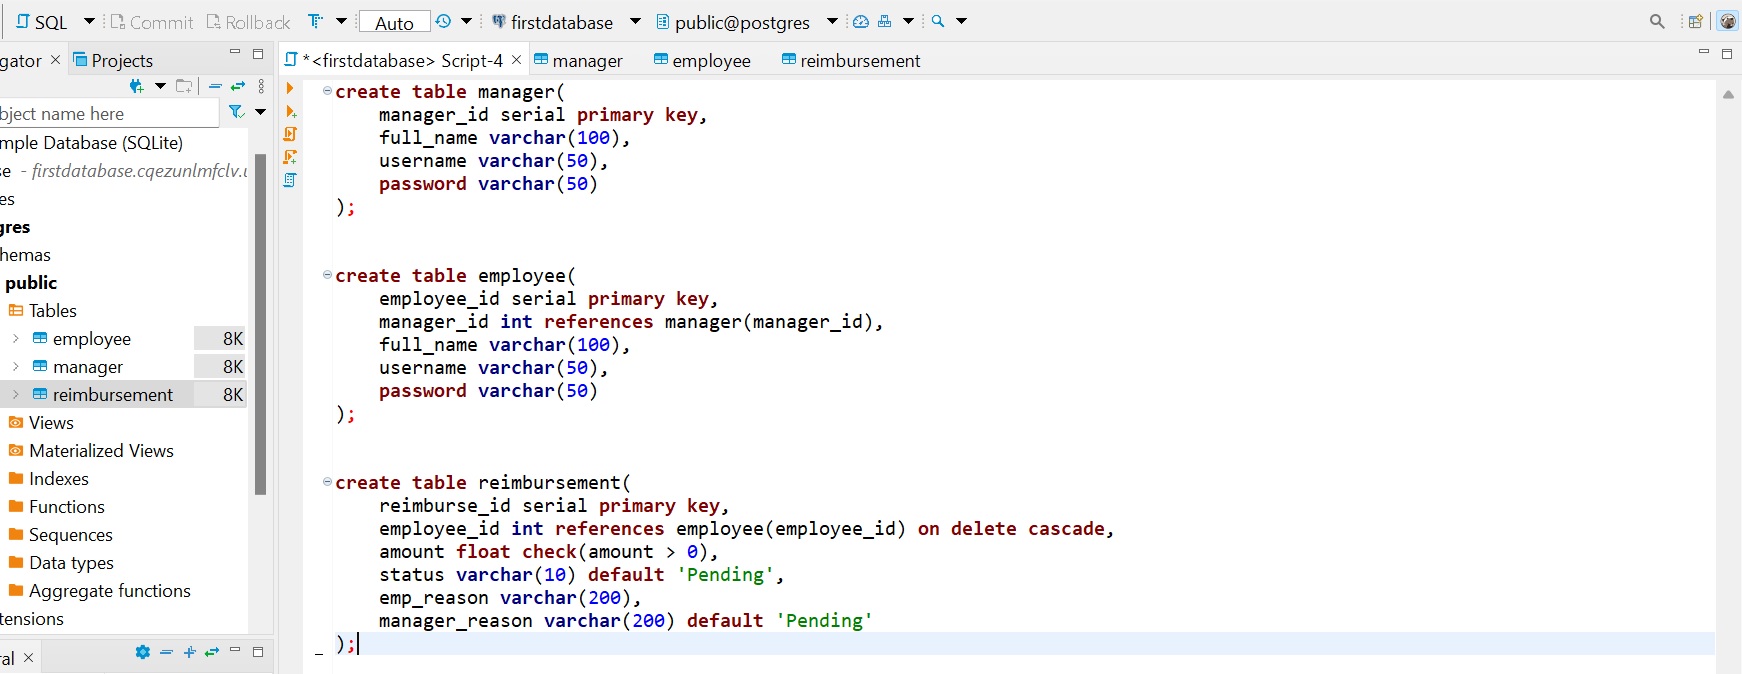 SQL Commit Rollback Auto firstdatabase public@postgres
gator × Projects
*<firstdatabase> Script-4 × manager employee reimbursement
bject name here
mple Database (SQLite)
se - firstdatabase.cqezunlmfclv.u
es
gres
hemas
public
Tables
employee 8K
manager 8K
reimbursement 8K
Views
Materialized Views
Indexes
Functions
Sequences
Data types
Aggregate functions
tensions
ral ×
create table manager(
manager_id serial primary key,
full_name varchar(100),
username varchar(50),
password varchar(50)
);
create table employee(
employee_id serial primary key,
manager_id int references manager(manager_id),
full_name varchar(100),
username varchar(50),
password varchar(50)
);
create table reimbursement(
reimburse_id serial primary key,
employee_id int references employee(employee_id) on delete cascade,
amount float check(amount > 0),
status varchar(10) default 'Pending',
emp_reason varchar(200),
manager_reason varchar(200) default 'Pending'
);